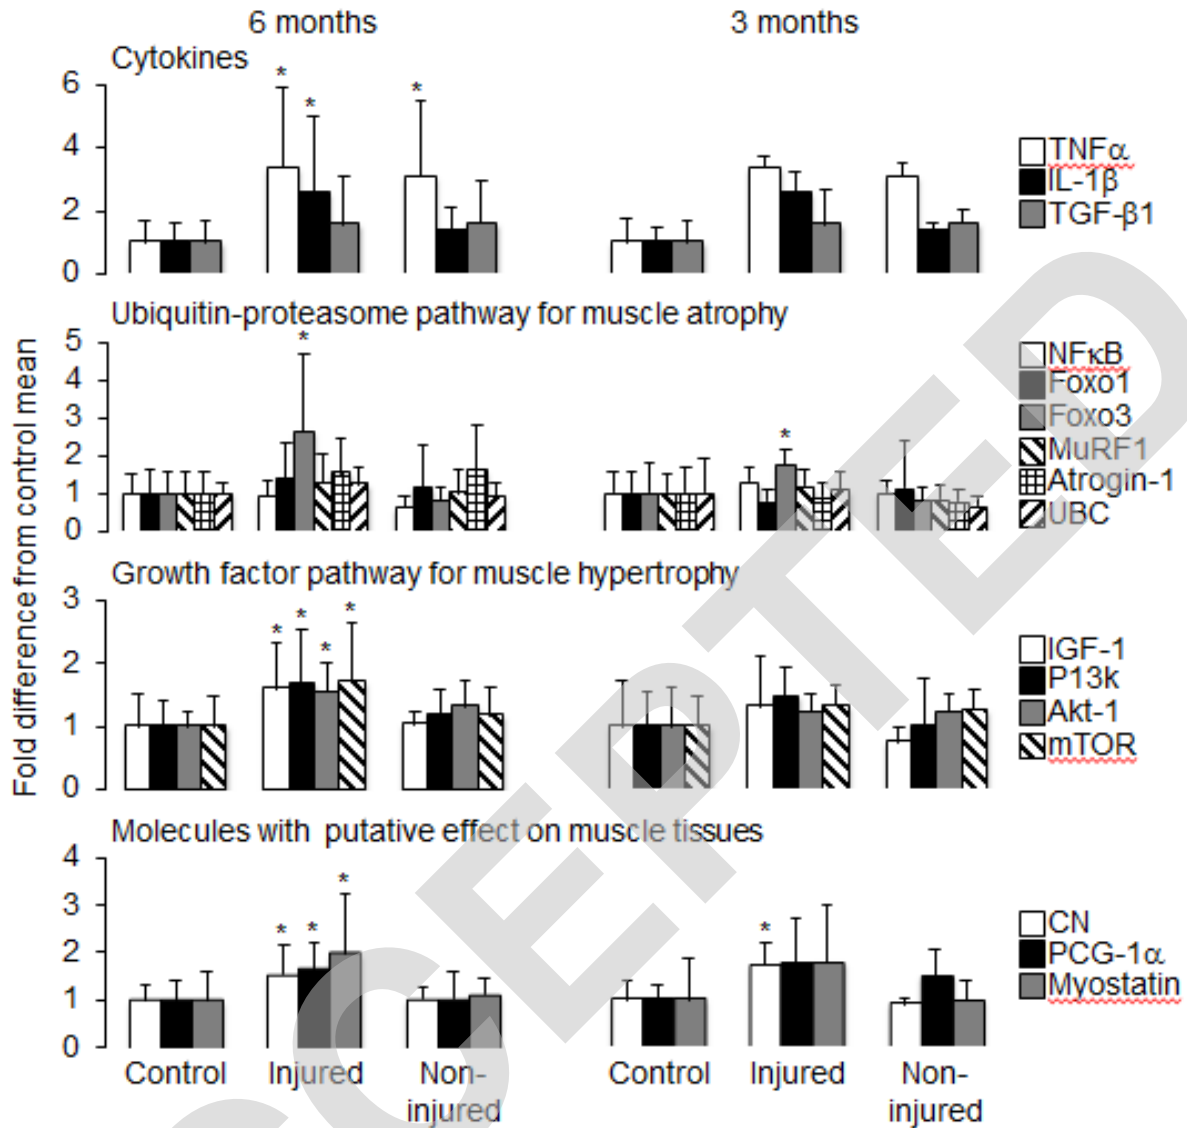 6 months 3 months
Cytokines
6
4
2
0
TNFα
IL-1β
TGF-β1
Ubiquitin-proteasome pathway for muscle atrophy
5
4
3
2
1
0
NFκB
Foxo1
Foxo3
MuRF1
Atrogin-1
UBC
Fold difference from control mean
Growth factor pathway for muscle hypertrophy
3
2
1
0
IGF-1
P13k
Akt-1
mTOR
Molecules with putative effect on muscle tissues
4
3
2
1
0
CN
PCG-1α
Myostatin
Control Injured Non- Control Injured Non-
injured injured
* * *
*
*
* * * *
* * *
*
CCEPTED